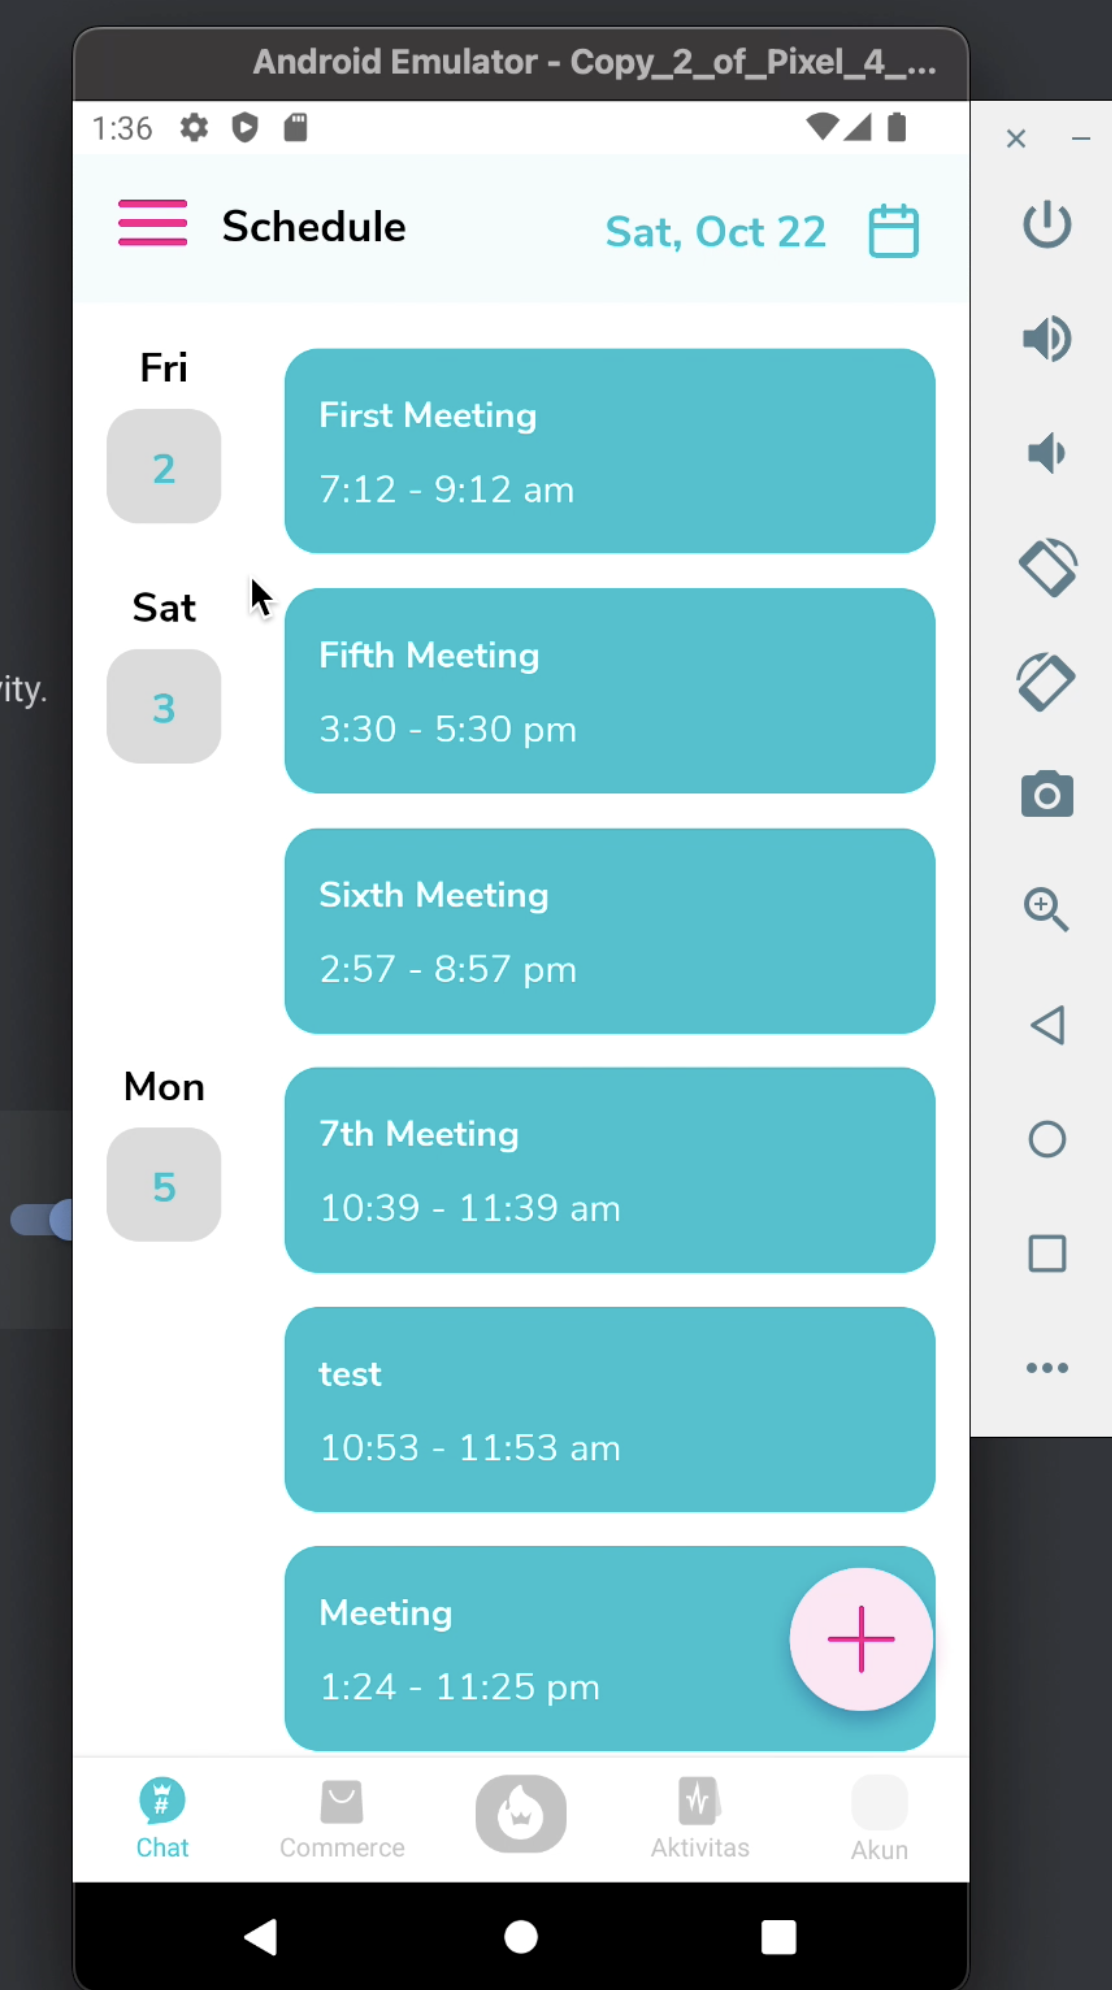 Android Emulator - Copy_2_of_Pixel_4_...
1:36
Schedule
Sat, Oct 22
Fri
2
First Meeting
7:12 - 9:12 am
Sat
3
Fifth Meeting
3:30 - 5:30 pm
ity.
Sixth Meeting
2:57 - 8:57 pm
Mon
5
7th Meeting
10:39 - 11:39 am
test
10:53 - 11:53 am
Meeting
1:24 - 11:25 pm
#
Chat
Commerce
Aktivitas
Akun